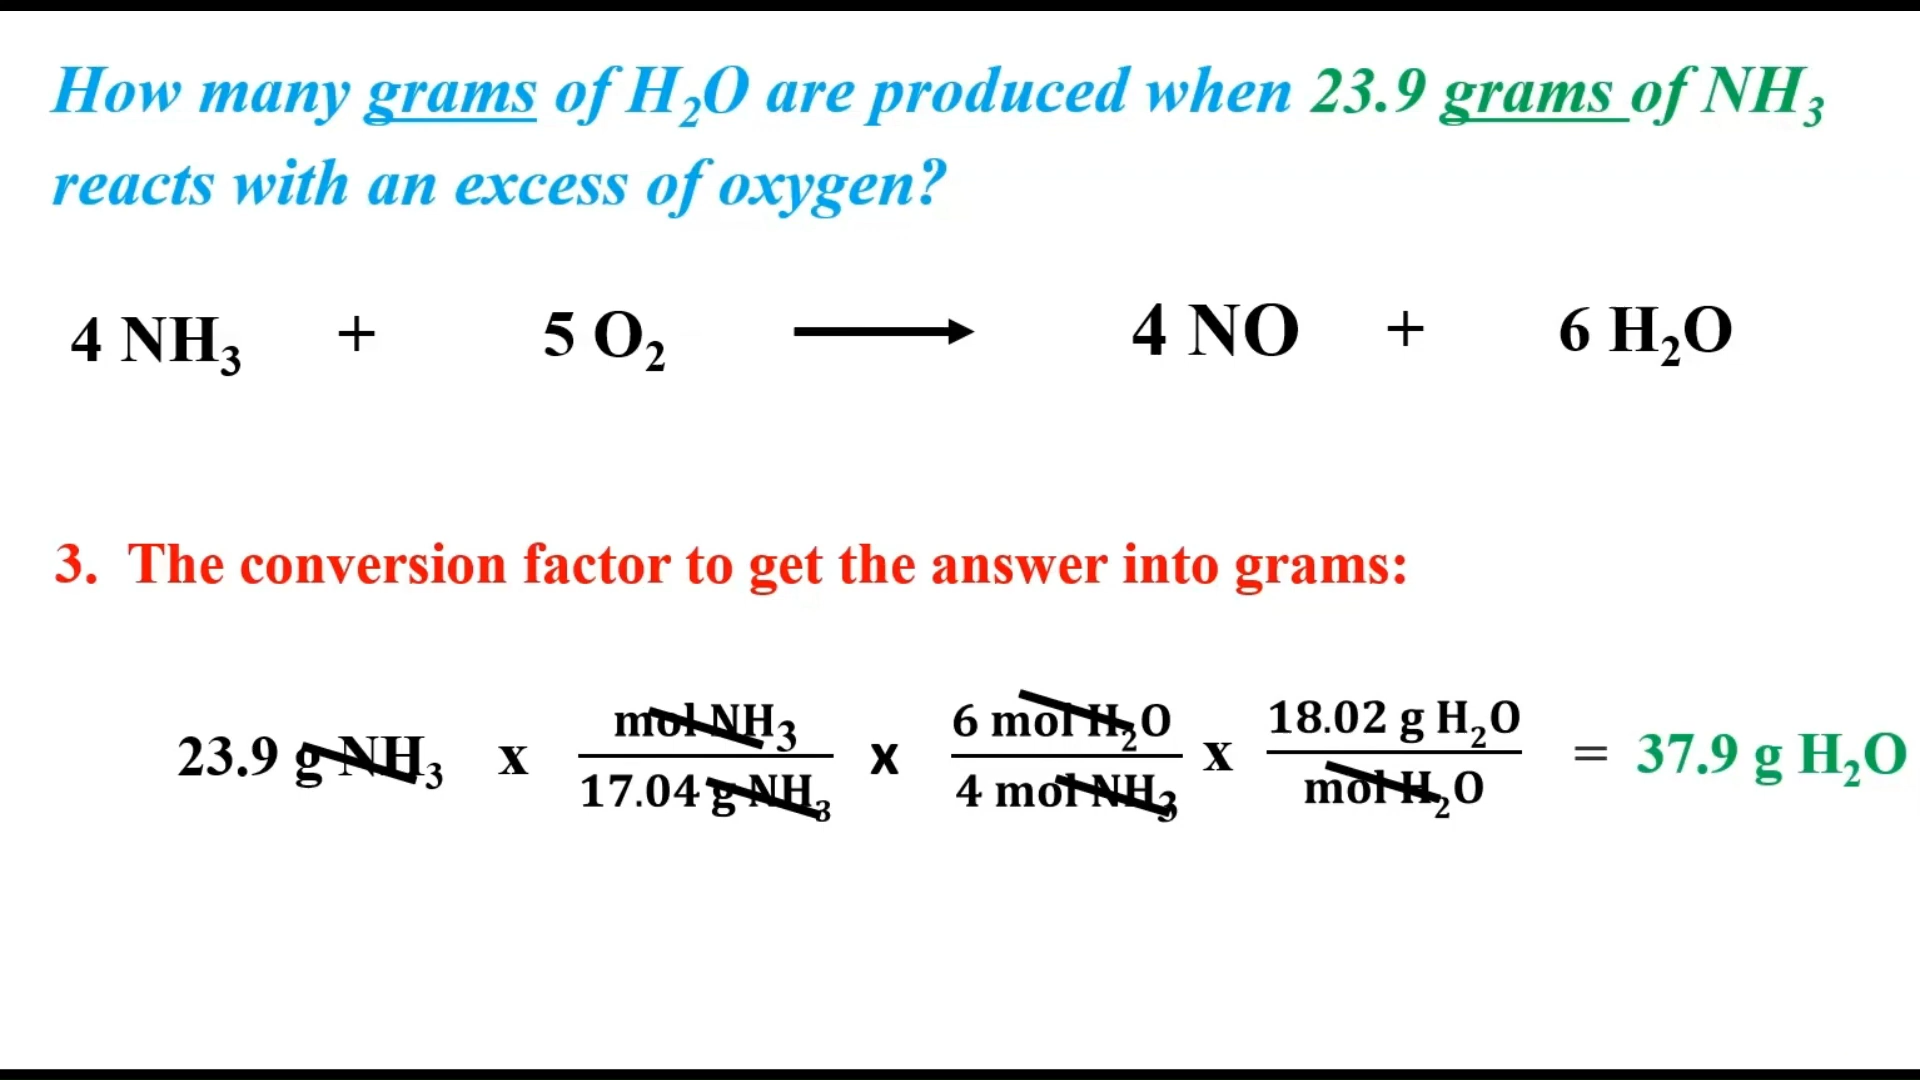 How many grams of H₂O are produced when 23.9 grams of NH₃
reacts with an excess of oxygen?
4 NH₃ + 5 O₂ ⟶ 4 NO + 6 H₂O
3. The conversion factor to get the answer into grams:
23.9 g NH₃ x mol NH₃ / 17.04 g NH₃ x 6 mol H₂O / 4 mol NH₃ x 18.02 g H₂O / mol H₂O = 37.9 g H₂O